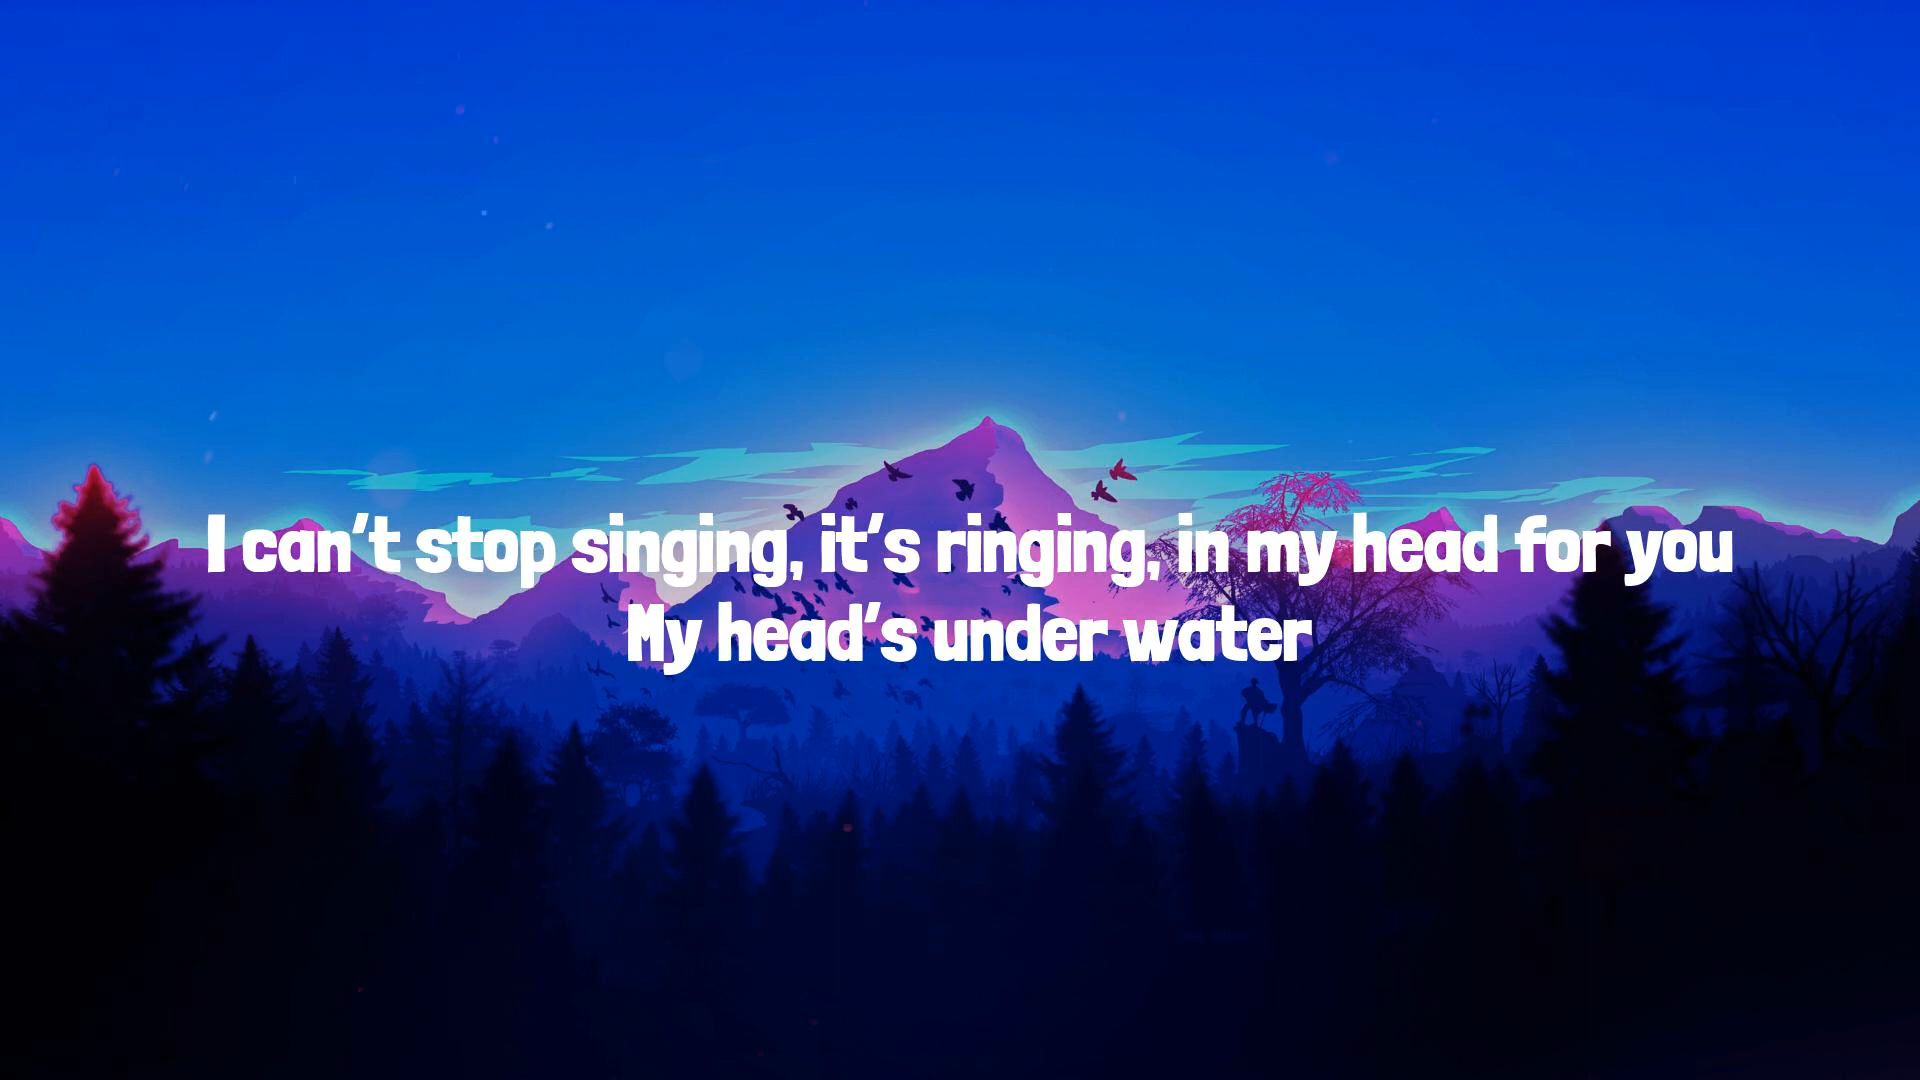 I can't stop singing, it's ringing, in my head for you
My head's under water